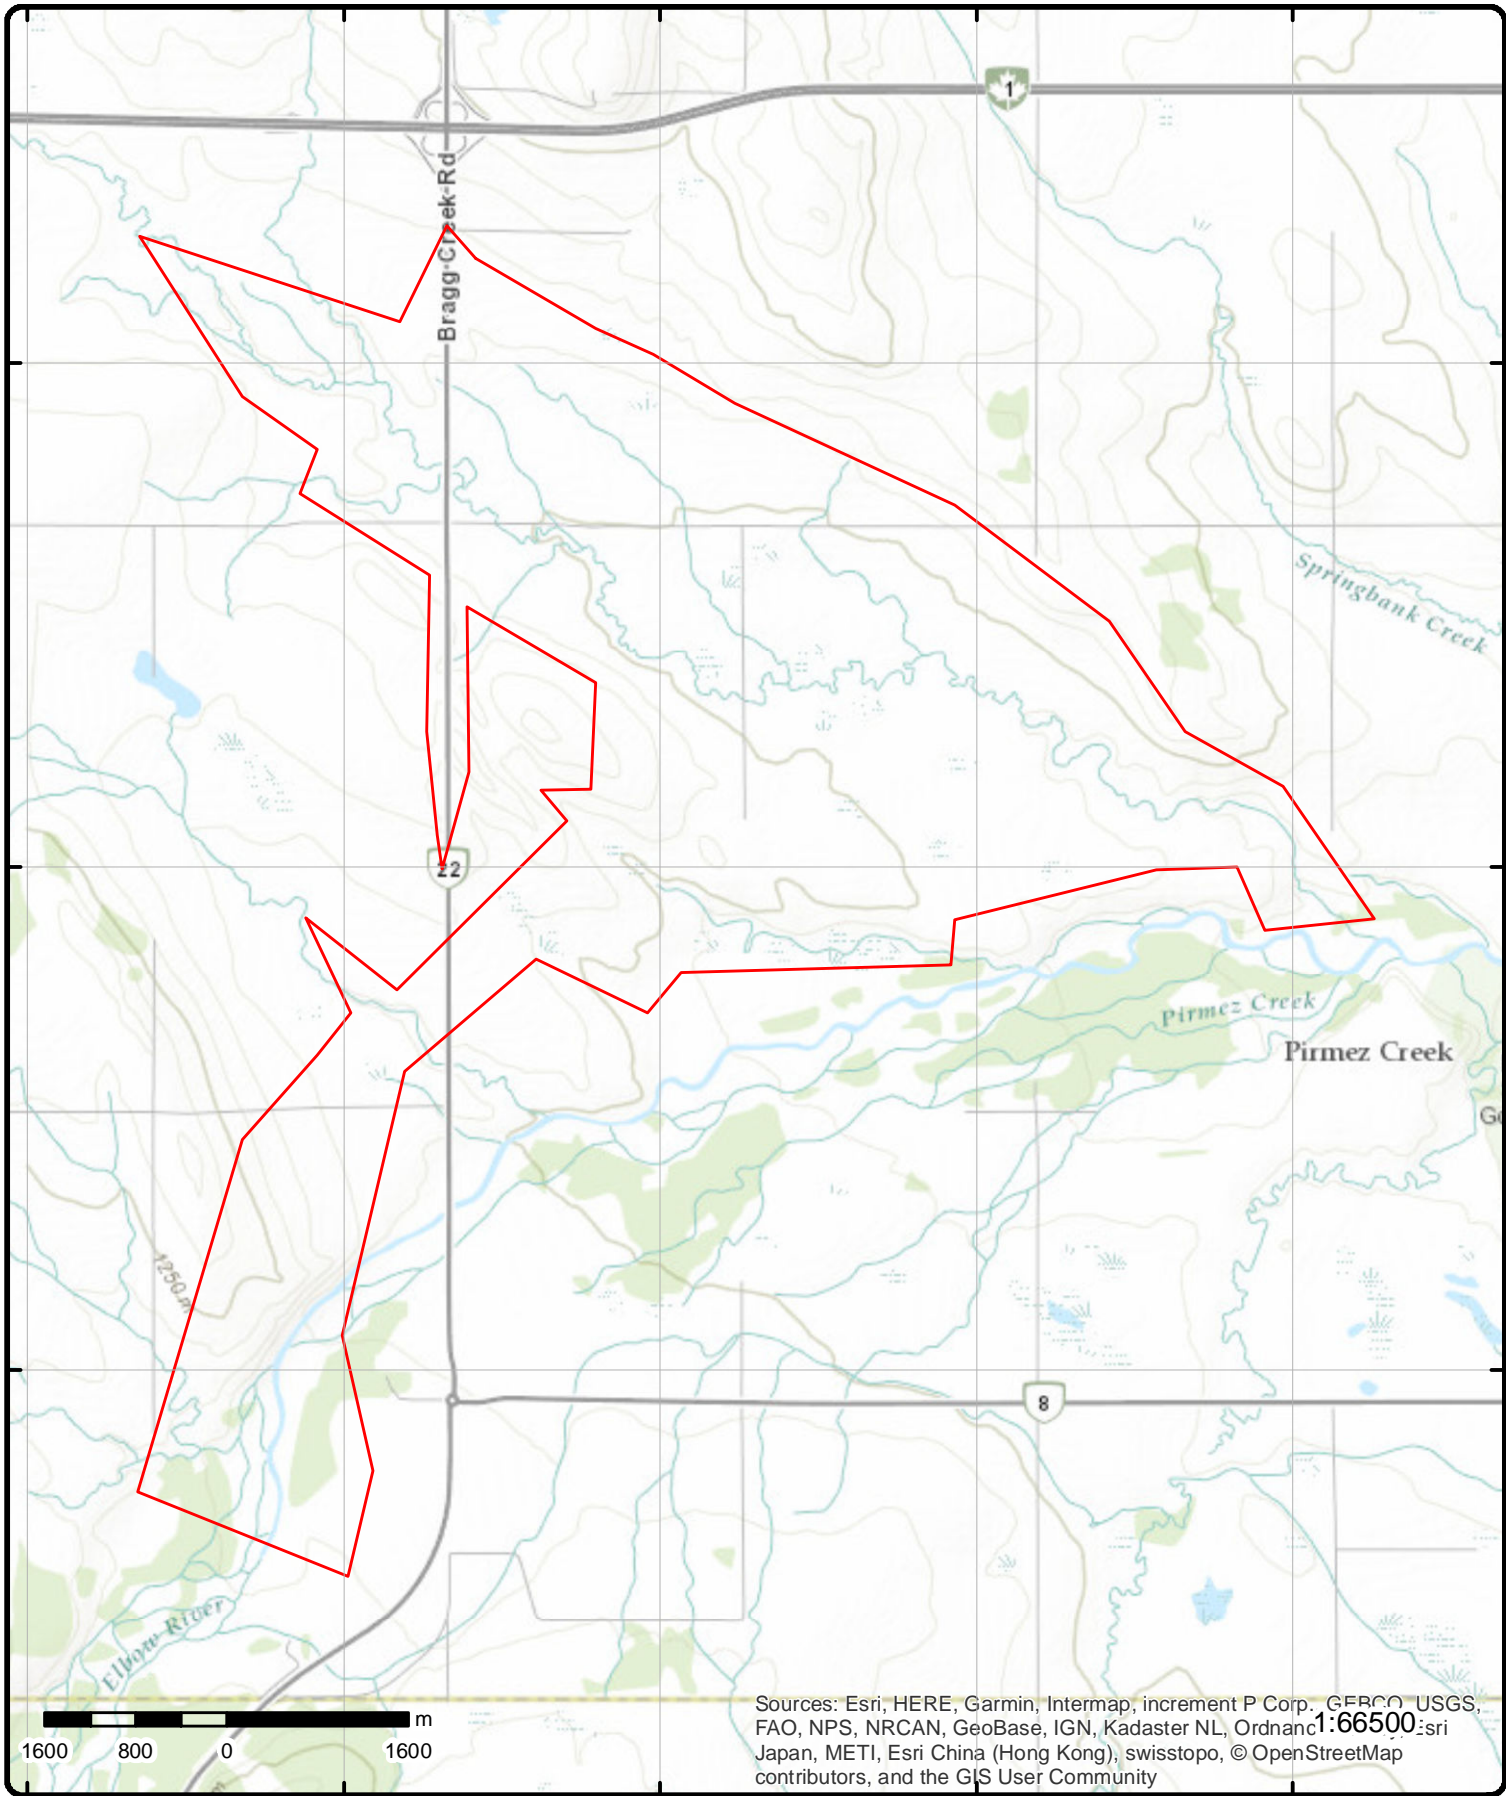 1
Bragg Creek Rd
Springbank Creek
22
Pirmez Creek
Pirmez Creek
1250 m
8
Elbow River
m
1600 800 0 1600
Sources: Esri, HERE, Garmin, Intermap, increment P Corp., GEBCO, USGS,
FAO, NPS, NRCAN, GeoBase, IGN, Kadaster NL, Ordnanc
1:66500
Esri
Japan, METI, Esri China (Hong Kong), swisstopo, © OpenStreetMap
contributors, and the GIS User Community